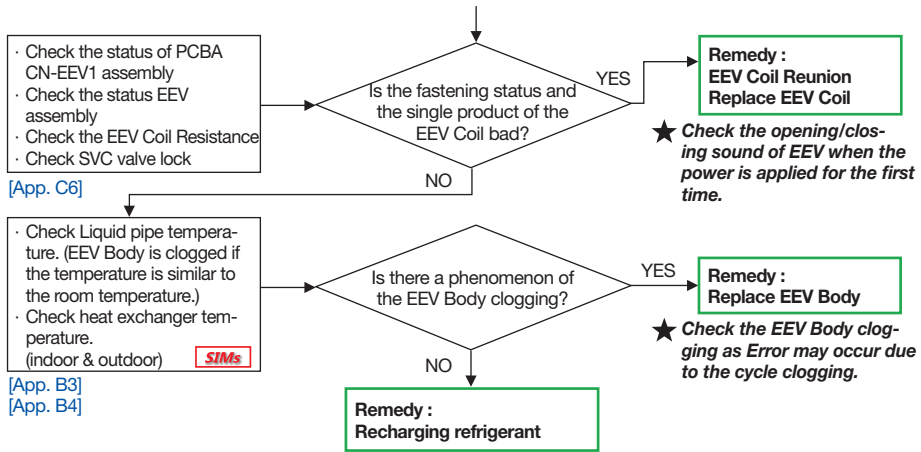 · Check the status of PCBA
CN-EEV1 assembly
· Check the status EEV
assembly
· Check the EEV Coil Resistance
· Check SVC valve lock
[App. C6]
Is the fastening status and
the single product of the
EEV Coil bad?
YES
NO
Remedy :
EEV Coil Reunion
Replace EEV Coil
★ Check the opening/clos-
ing sound of EEV when the
power is applied for the first
time.
· Check Liquid pipe tempera-
ture. (EEV Body is clogged if
the temperature is similar to
the room temperature.)
· Check heat exchanger tem-
perature.
(indoor & outdoor)
SIMs
[App. B3]
[App. B4]
Is there a phenomenon of
the EEV Body clogging?
YES
NO
Remedy :
Replace EEV Body
★ Check the EEV Body clog-
ging as Error may occur due
to the cycle clogging.
Remedy :
Recharging refrigerant